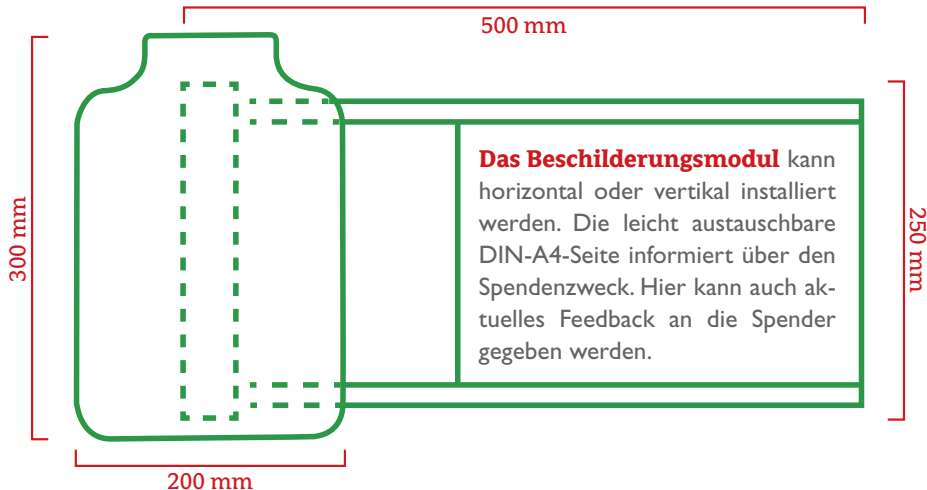 500 mm
300 mm
Das Beschilderungsmodul kann
horizontal oder vertikal installiert
werden. Die leicht austauschbare
DIN-A4-Seite informiert über den
Spendenzweck. Hier kann auch ak-
tuelles Feedback an die Spender
gegeben werden.
250 mm
200 mm